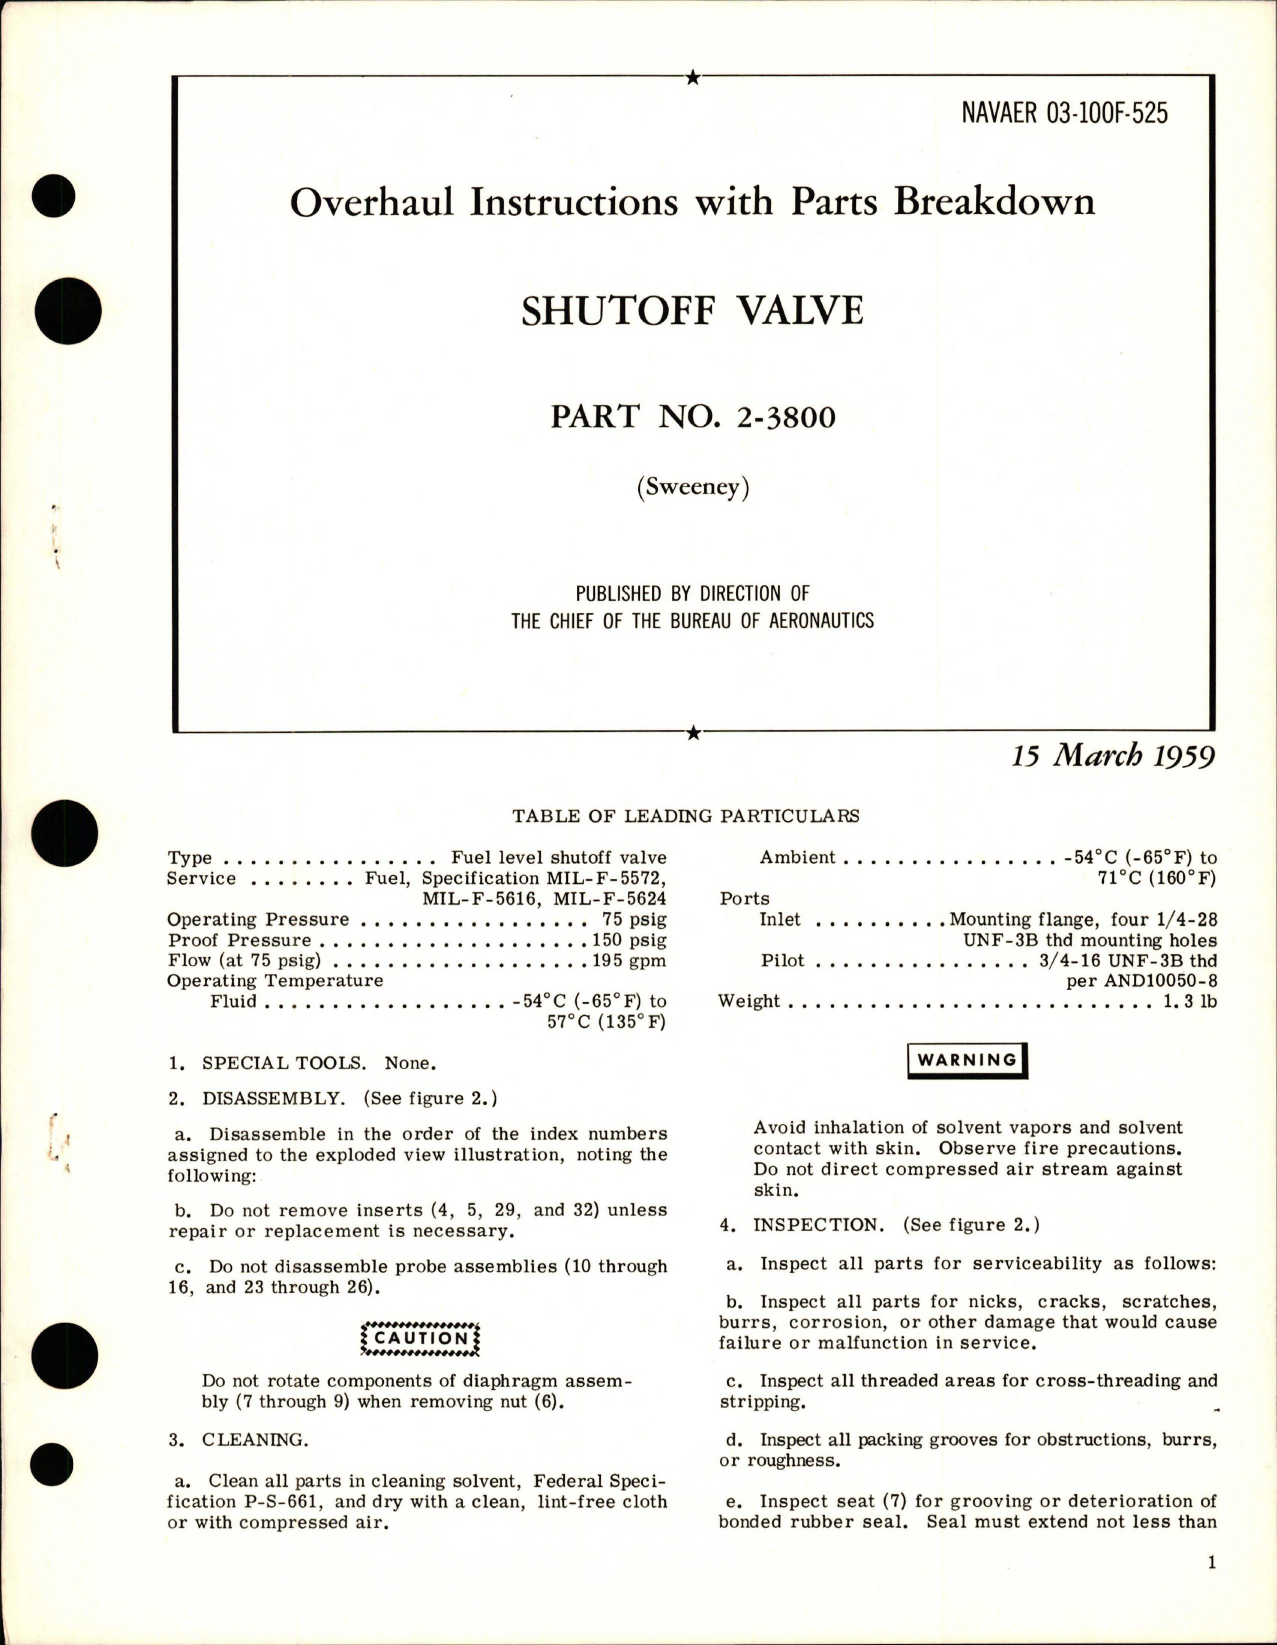 NAVAER 03-100F-525
Overhaul Instructions with Parts Breakdown
SHUTOFF VALVE
PART NO. 2-3800
(Sweeney)
PUBLISHED BY DIRECTION OF
THE CHIEF OF THE BUREAU OF AERONAUTICS
15 March 1959
TABLE OF LEADING PARTICULARS
Type . . . . . . . . . . . . . . . . Fuel level shutoff valve
Service . . . . . . . . Fuel, Specification MIL-F-5572,
MIL-F-5616, MIL-F-5624
Operating Pressure . . . . . . . . . . . . . . . . . 75 psig
Proof Pressure . . . . . . . . . . . . . . . . . . . . 150 psig
Flow (at 75 psig) . . . . . . . . . . . . . . . . . . . 195 gpm
Operating Temperature
Fluid . . . . . . . . . . . . . . . . . . -54°C (-65°F) to
57°C (135°F)
1. SPECIAL TOOLS. None.
2. DISASSEMBLY. (See figure 2.)
a. Disassemble in the order of the index numbers
assigned to the exploded view illustration, noting the
following:
b. Do not remove inserts (4, 5, 29, and 32) unless
repair or replacement is necessary.
c. Do not disassemble probe assemblies (10 through
16, and 23 through 26).
CAUTION
Do not rotate components of diaphragm assem-
bly (7 through 9) when removing nut (6).
3. CLEANING.
a. Clean all parts in cleaning solvent, Federal Speci-
fication P-S-661, and dry with a clean, lint-free cloth
or with compressed air.
Ambient . . . . . . . . . . . . . . . . -54°C (-65°F) to
71°C (160°F)
Ports
Inlet . . . . . . . . . . Mounting flange, four 1/4-28
UNF-3B thd mounting holes
Pilot . . . . . . . . . . . . . . . . 3/4-16 UNF-3B thd
per AND10050-8
Weight . . . . . . . . . . . . . . . . . . . . . . . . . . . 1.3 lb
WARNING
Avoid inhalation of solvent vapors and solvent
contact with skin. Observe fire precautions.
Do not direct compressed air stream against
skin.
4. INSPECTION. (See figure 2.)
a. Inspect all parts for serviceability as follows:
b. Inspect all parts for nicks, cracks, scratches,
burrs, corrosion, or other damage that would cause
failure or malfunction in service.
c. Inspect all threaded areas for cross-threading and
stripping.
d. Inspect all packing grooves for obstructions, burrs,
or roughness.
e. Inspect seat (7) for grooving or deterioration of
bonded rubber seal. Seal must extend not less than
1